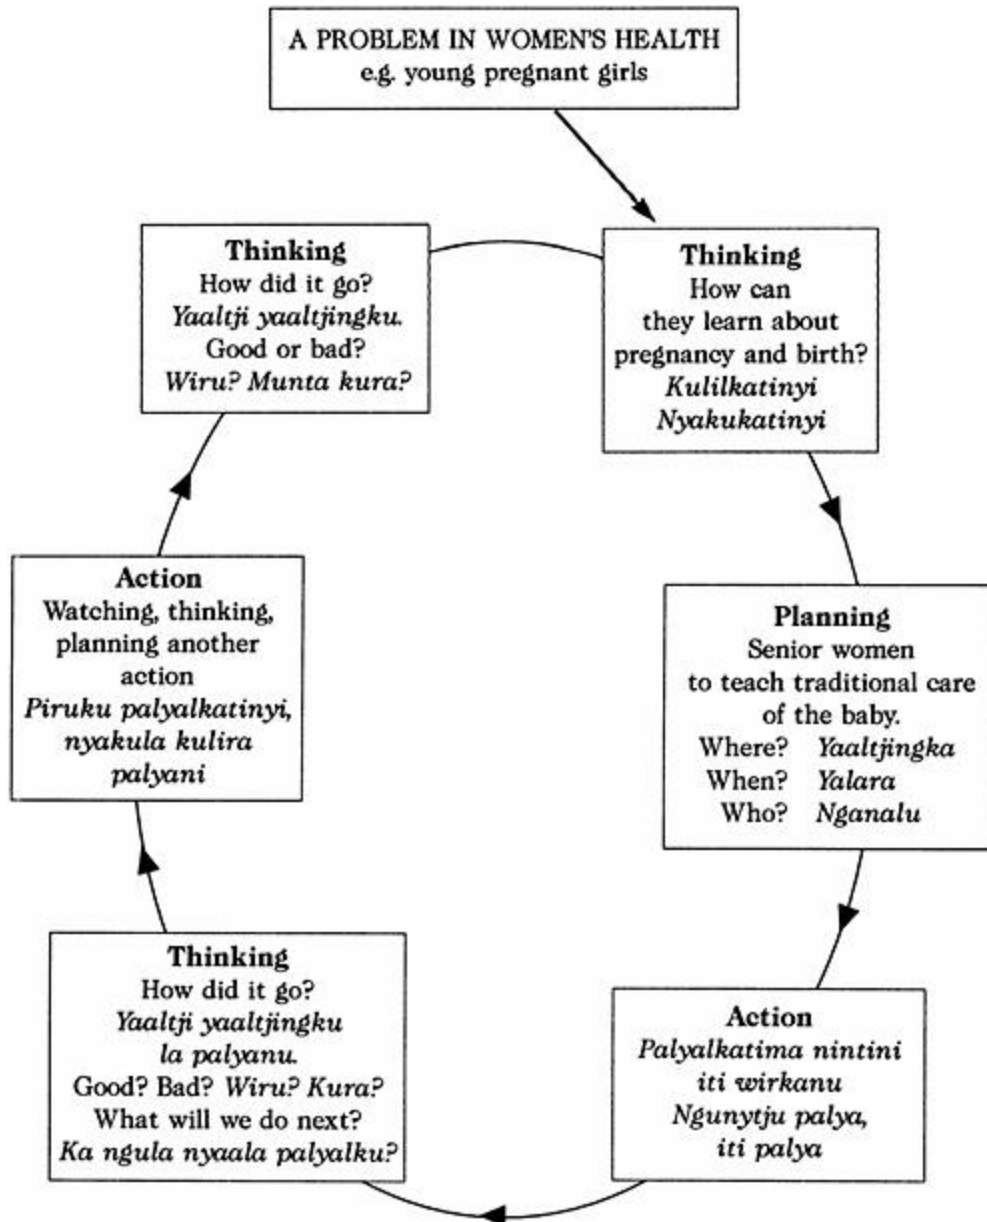 A PROBLEM IN WOMEN'S HEALTH
e.g. young pregnant girls
Thinking
How can
they learn about
pregnancy and birth?
Kulilkatinyi
Nyakukatinyi
Planning
Senior women
to teach traditional care
of the baby.
Where? Yaaltjingka
When? Yalara
Who? Nganalu
Action
Palyalkatima nintini
iti wirkanu
Ngunytju palya,
iti palya
Thinking
How did it go?
Yaaltji yaaltjingku
la palyanu.
Good? Bad? Wiru? Kura?
What will we do next?
Ka ngula nyaala palyalku?
Action
Watching, thinking,
planning another
action
Piruku palyalkatinyi,
nyakula kulira
palyani
Thinking
How did it go?
Yaaltji yaaltjingku.
Good or bad?
Wiru? Munta kura?